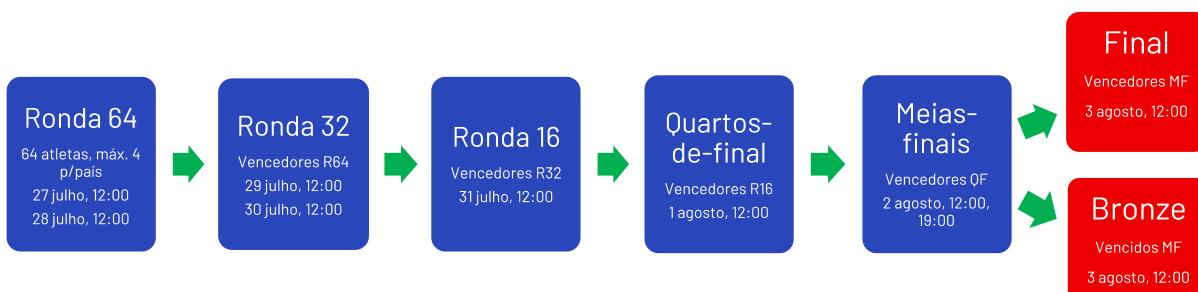 Ronda 64
64 atletas, máx. 4
p/país
27 julho, 12:00
28 julho, 12:00
Ronda 32
Vencedores R64
29 julho, 12:00
30 julho, 12:00
Ronda 16
Vencedores R32
31 julho, 12:00
Quartos-
de-final
Vencedores R16
1 agosto, 12:00
Meias-
finais
Vencedores QF
2 agosto, 12:00,
19:00
Final
Vencedores MF
3 agosto, 12:00
Bronze
Vencidos MF
3 agosto, 12:00